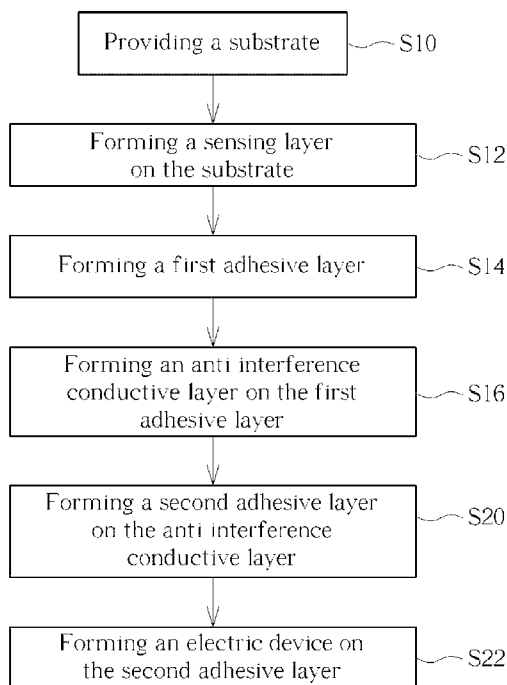 Providing a substrate
S10
Forming a sensing layer
on the substrate
S12
Forming a first adhesive layer
S14
Forming an anti interference
conductive layer on the first
adhesive layer
S16
Forming a second adhesive layer
on the anti interference
conductive layer
S20
Forming an electric device on
the second adhesive layer
S22